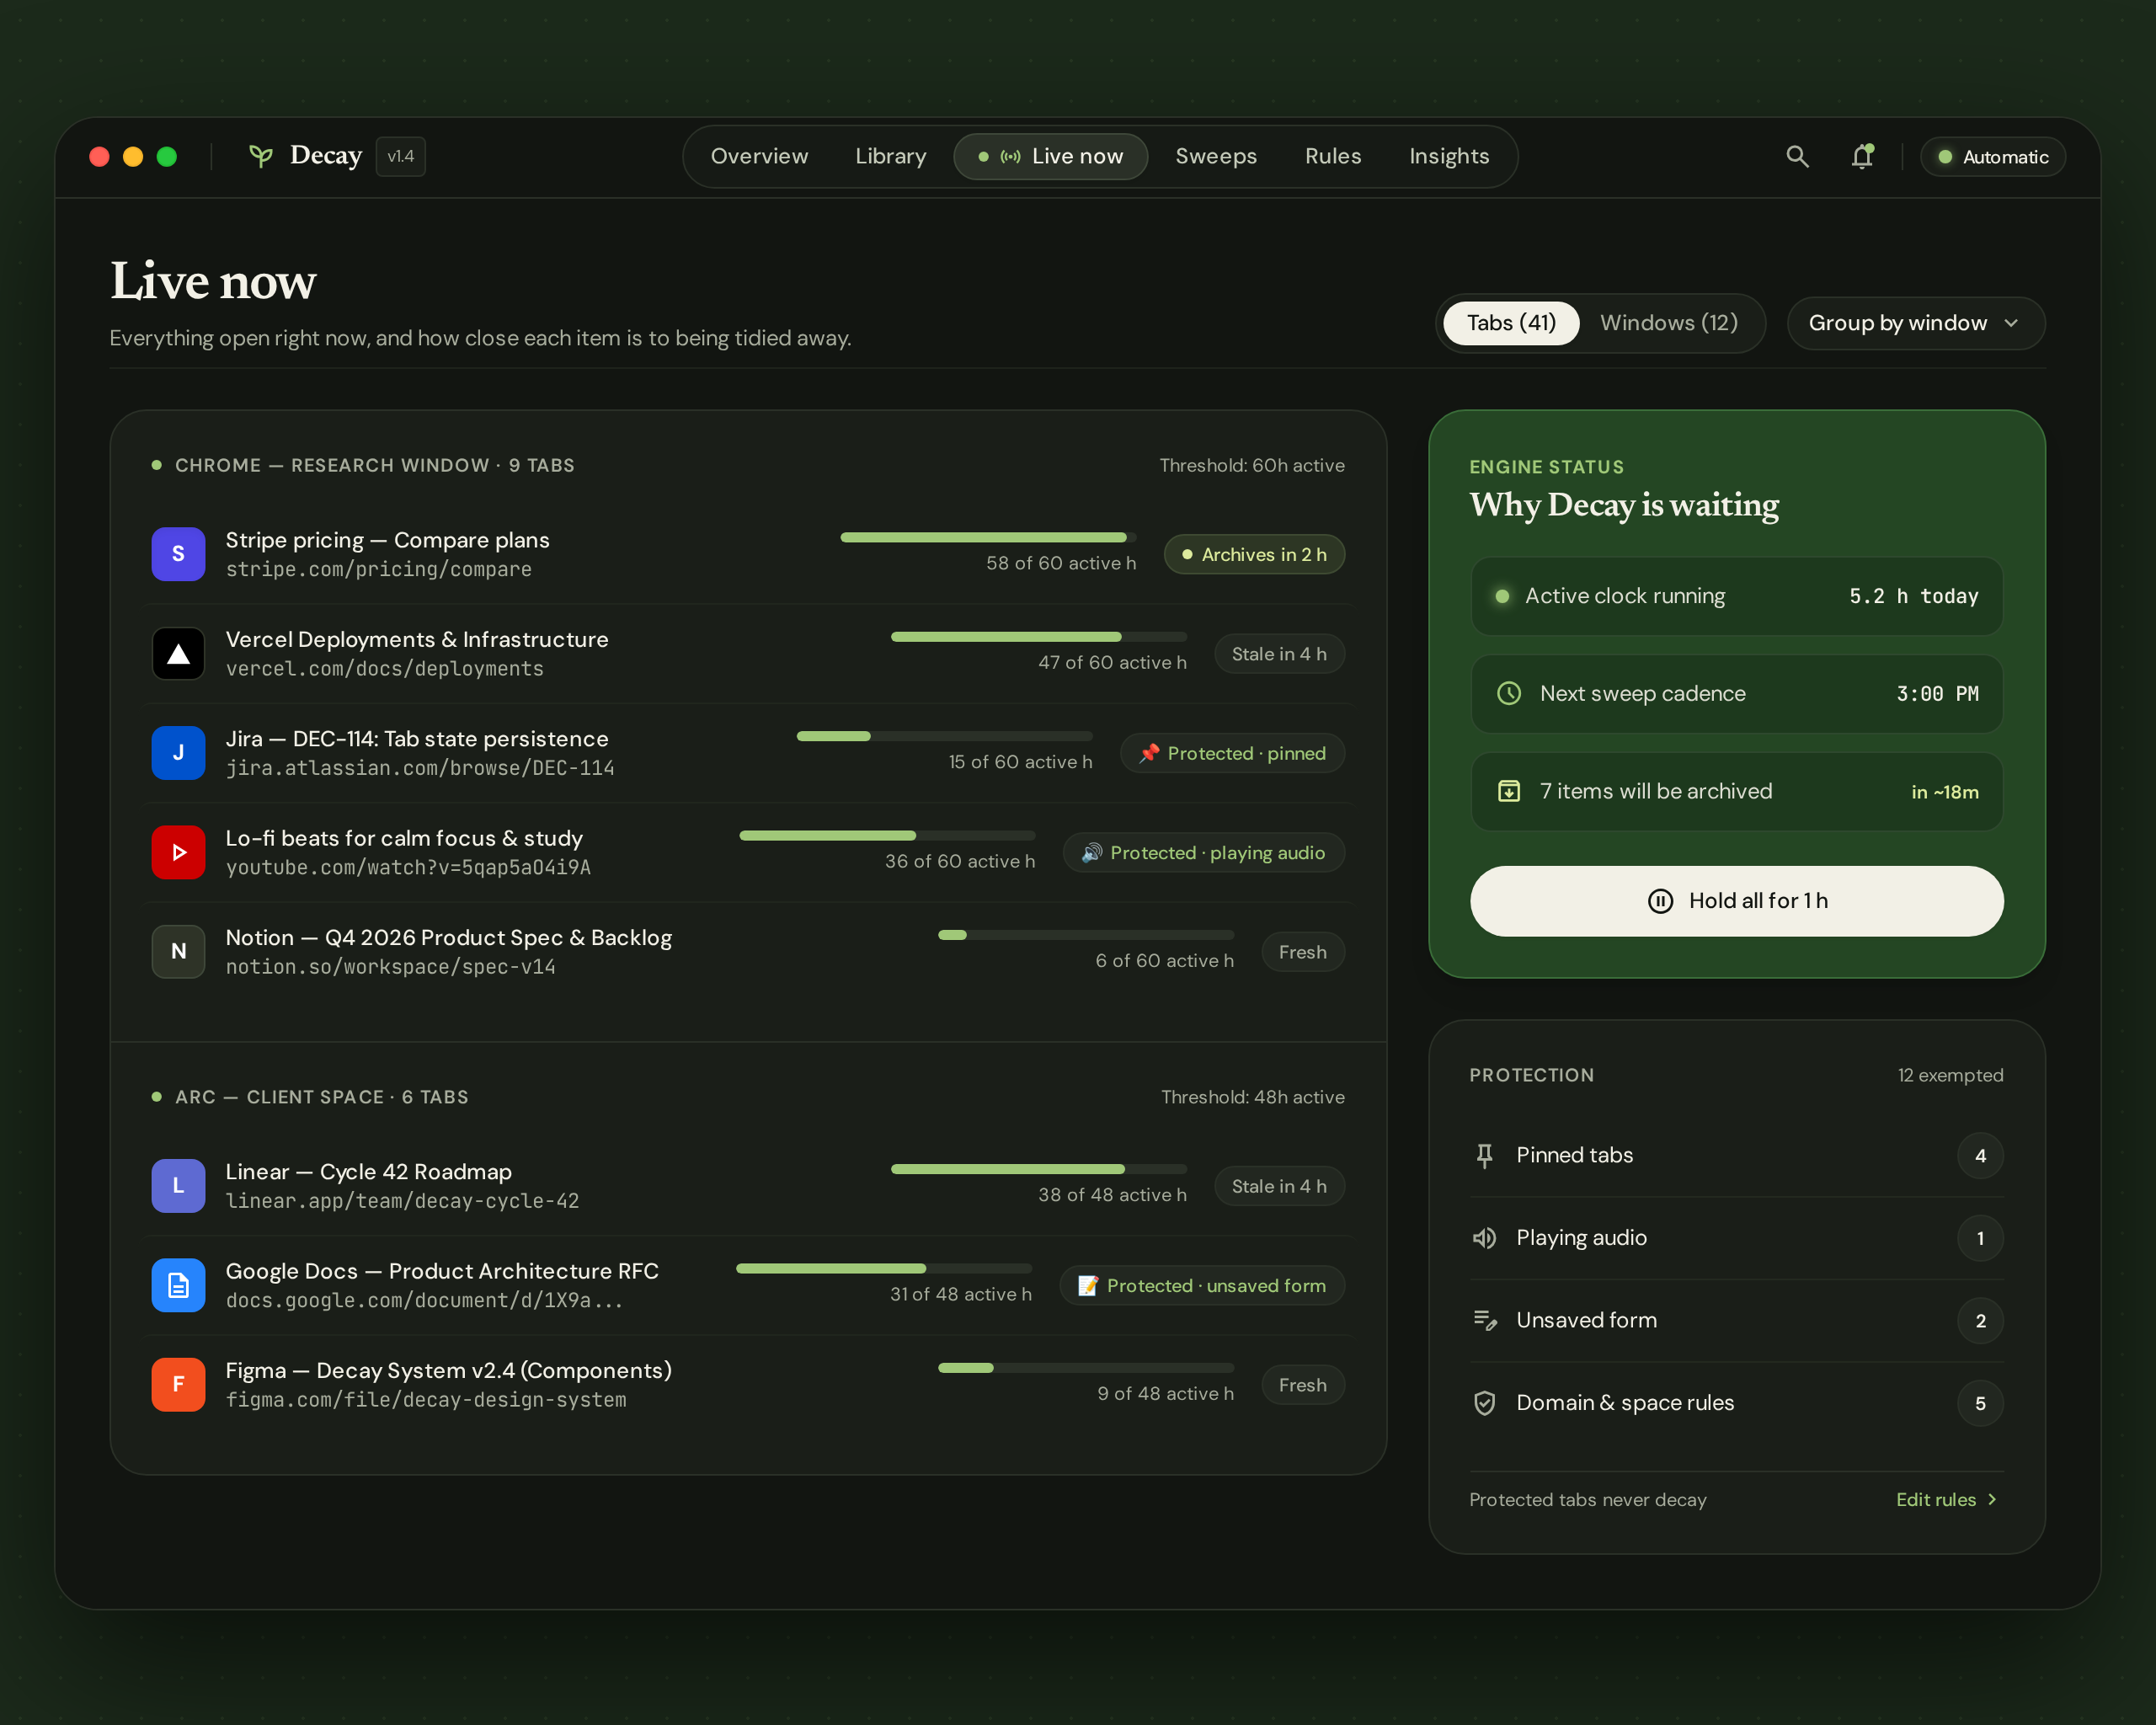 Decay v1.4
Overview Library Live now Sweeps Rules Insights
Automatic
Live now
Everything open right now, and how close each item is to being tidied away.
Tabs (41) Windows (12) Group by window
CHROME — RESEARCH WINDOW · 9 TABS Threshold: 60h active
S Stripe pricing — Compare plans
stripe.com/pricing/compare
58 of 60 active h
Archives in 2 h
Vercel Deployments & Infrastructure
vercel.com/docs/deployments
47 of 60 active h
Stale in 4 h
J Jira — DEC-114: Tab state persistence
jira.atlassian.com/browse/DEC-114
15 of 60 active h
Protected · pinned
Lo-fi beats for calm focus & study
youtube.com/watch?v=5qap5aO4i9A
36 of 60 active h
Protected · playing audio
N Notion — Q4 2026 Product Spec & Backlog
notion.so/workspace/spec-v14
6 of 60 active h
Fresh
ARC — CLIENT SPACE · 6 TABS Threshold: 48h active
L Linear — Cycle 42 Roadmap
linear.app/team/decay-cycle-42
38 of 48 active h
Stale in 4 h
Google Docs — Product Architecture RFC
docs.google.com/document/d/1X9a...
31 of 48 active h
Protected · unsaved form
F Figma — Decay System v2.4 (Components)
figma.com/file/decay-design-system
9 of 48 active h
Fresh
ENGINE STATUS
Why Decay is waiting
Active clock running 5.2 h today
Next sweep cadence 3:00 PM
7 items will be archived in ~18m
Hold all for 1 h
PROTECTION 12 exempted
Pinned tabs 4
Playing audio 1
Unsaved form 2
Domain & space rules 5
Protected tabs never decay Edit rules